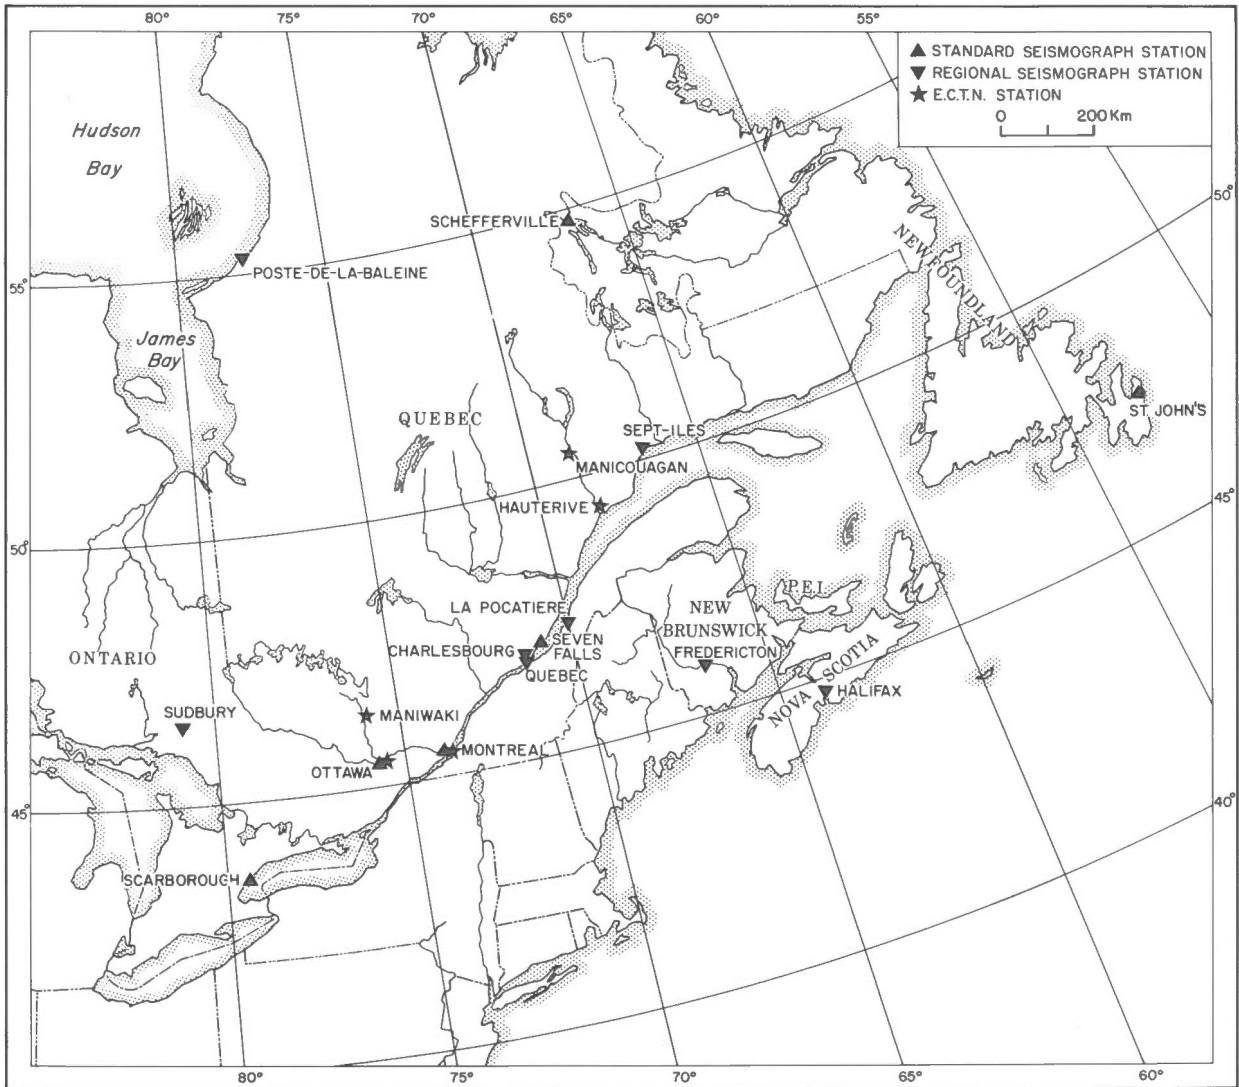 80° 75° 70° 65° 60° 55°
▲ STANDARD SEISMOGRAPH STATION
▼ REGIONAL SEISMOGRAPH STATION
★ E.C.T.N. STATION
0 200 Km
Hudson
Bay
50°
SCHEFFERVILLE
NEWFOUNDLAND
POSTE-DE-LA-BALEINE
55°
James
Bay
ST. JOHN'S
QUEBEC
SEPT-ILES
MANICOUAGAN
45°
HAUTERIVE
50°
P.E.I.
LA POCATIERE
NEW
BRUNSWICK
SEVEN
FALLS
CHARLESBOURG
FREDERICTON
ONTARIO
QUEBEC
NOVA SCOTIA
HALIFAX
SUDBURY
MANIWAKI
MONTREAL
OTTAWA
40°
45°
SCARBOROUGH
80° 75° 70° 65° 60°